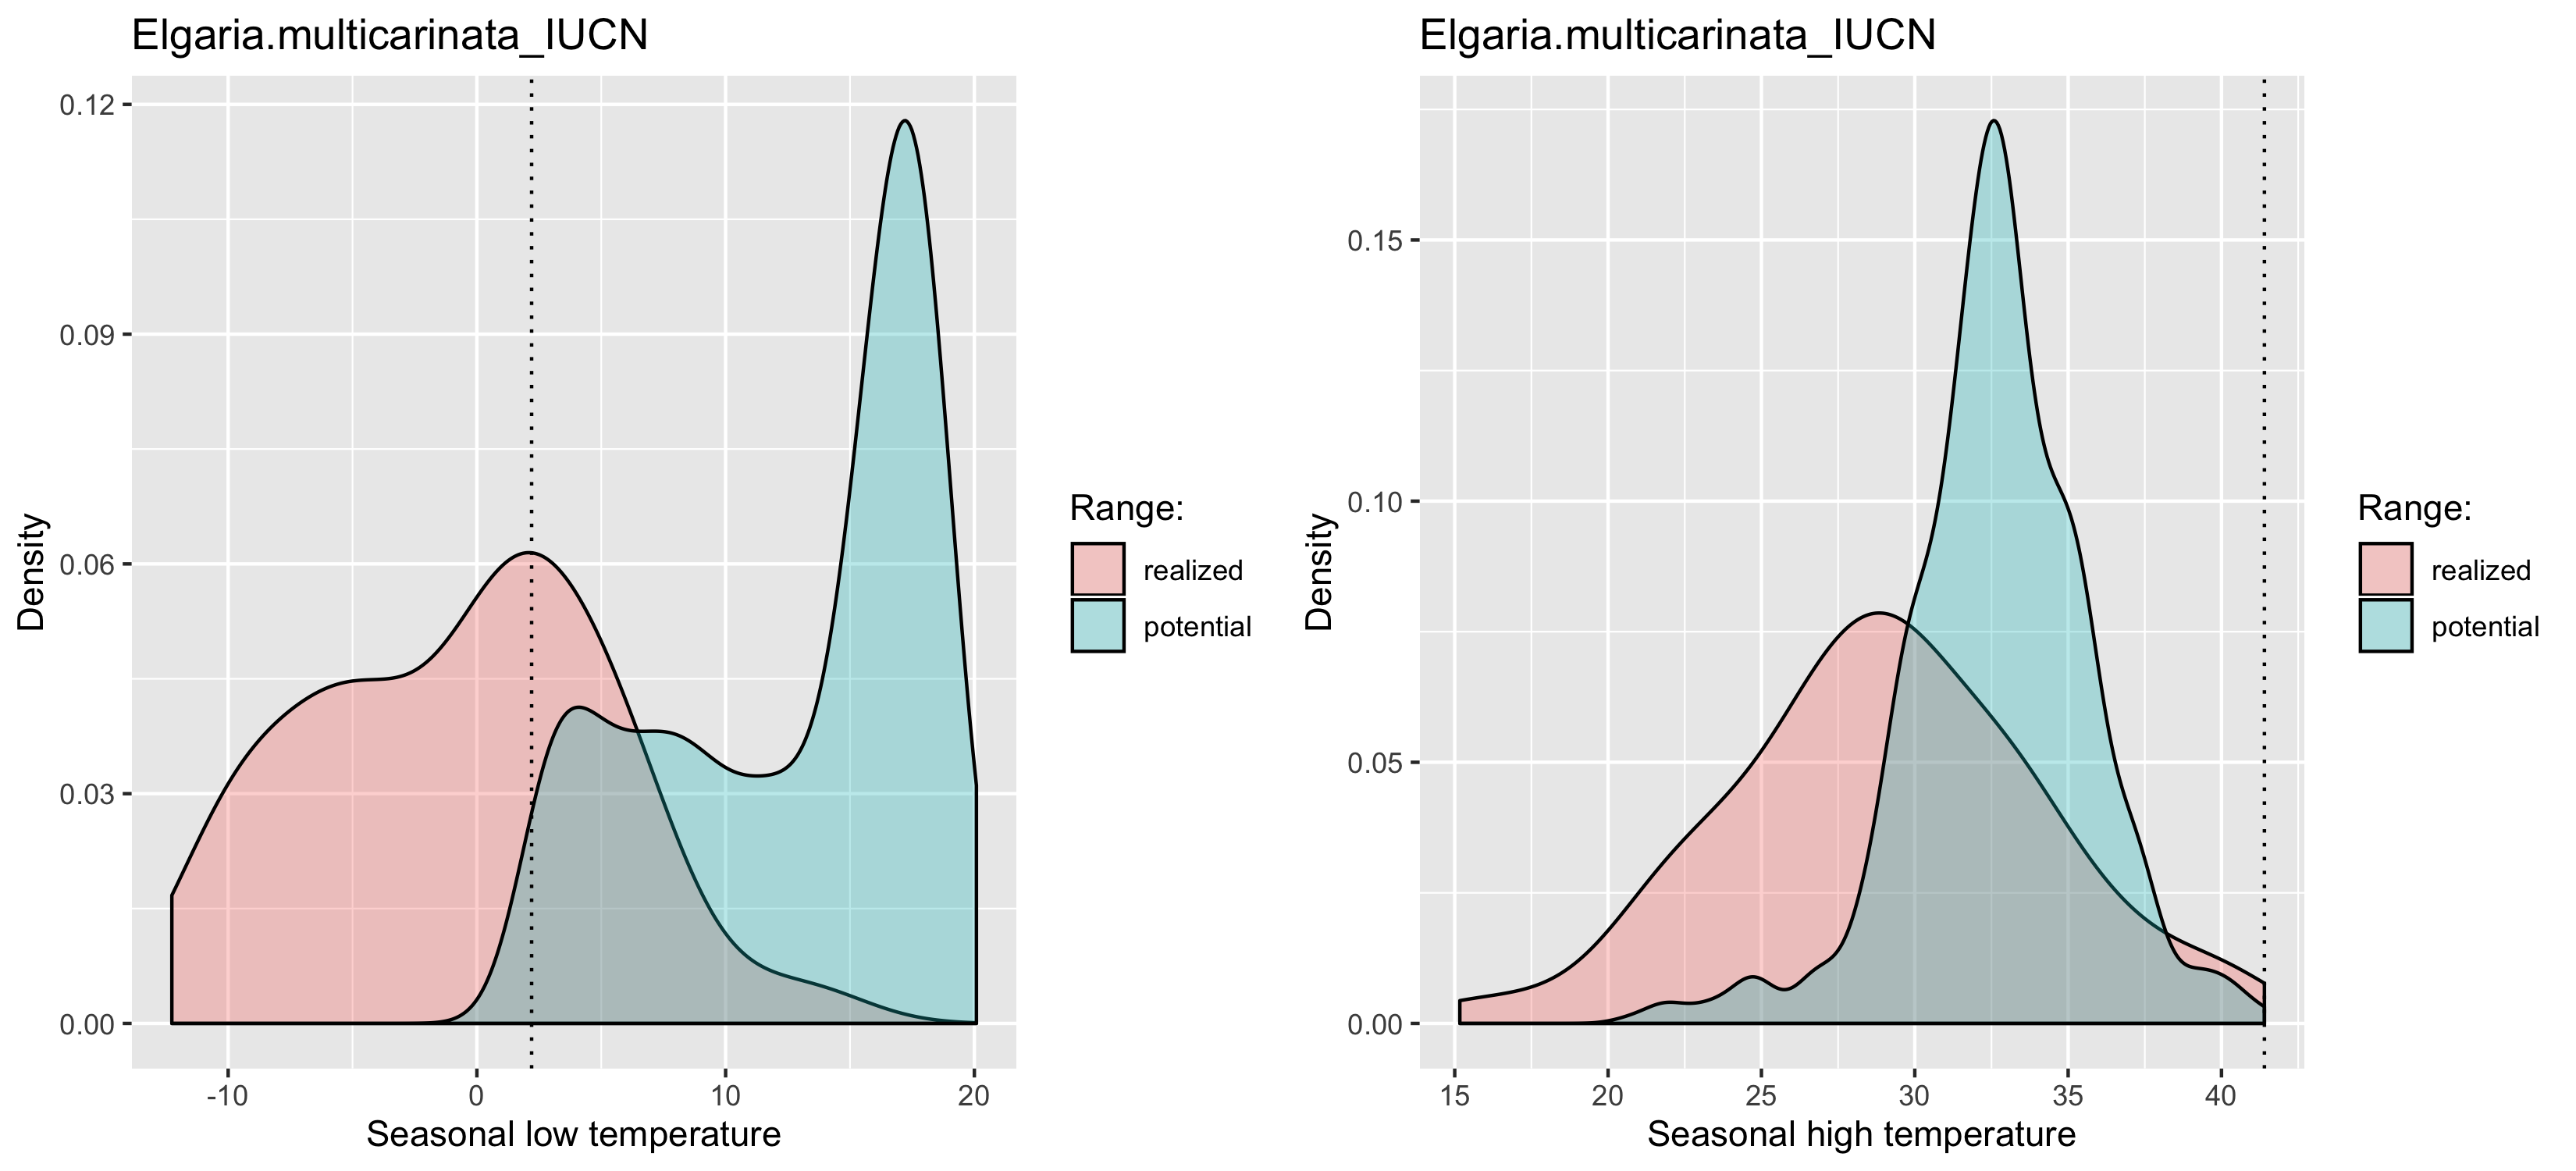 Elgaria.multicarinata_IUCN
Density
0.12
0.09
0.06
0.03
0.00
-10 0 10 20
Seasonal low temperature
Range:
realized
potential
Elgaria.multicarinata_IUCN
Density
0.15
0.10
0.05
0.00
15 20 25 30 35 40
Seasonal high temperature
Range:
realized
potential